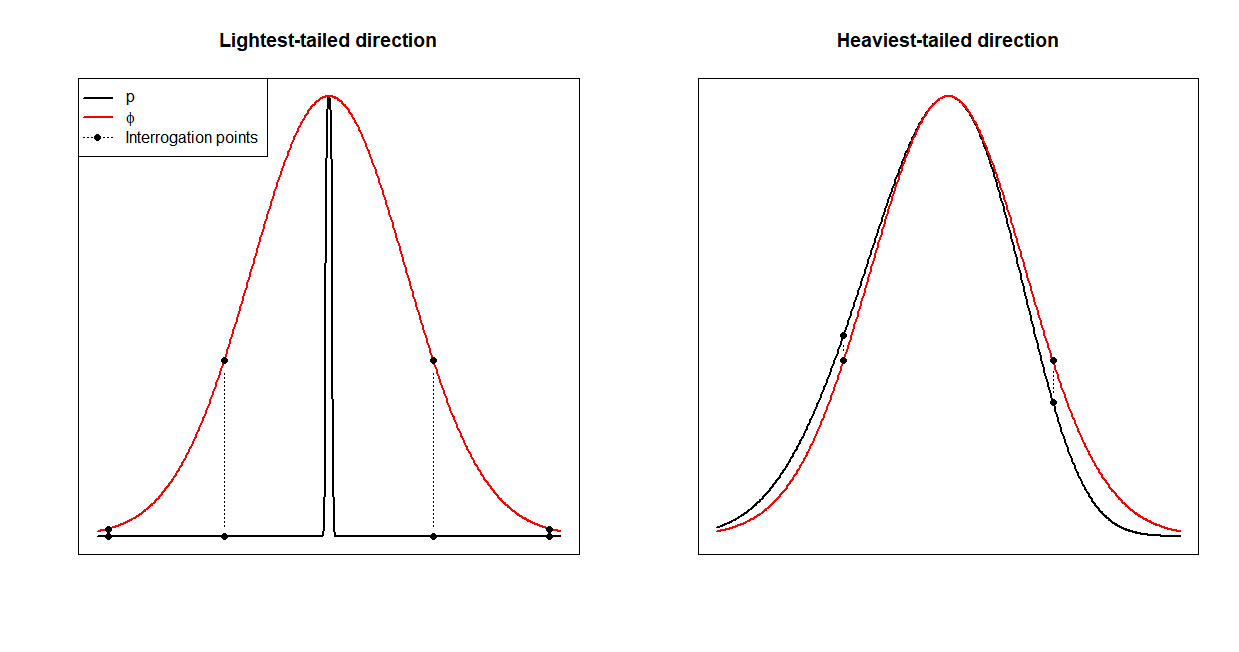 Lightest-tailed direction
p
ϕ
Interrogation points
Heaviest-tailed direction